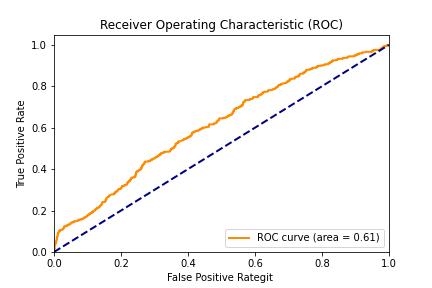 Receiver Operating Characteristic (ROC)
True Positive Rate
1.0
0.8
0.6
0.4
0.2
0.0
ROC curve (area = 0.61)
0.0 0.2 0.4 0.6 0.8 1.0
False Positive Rategit